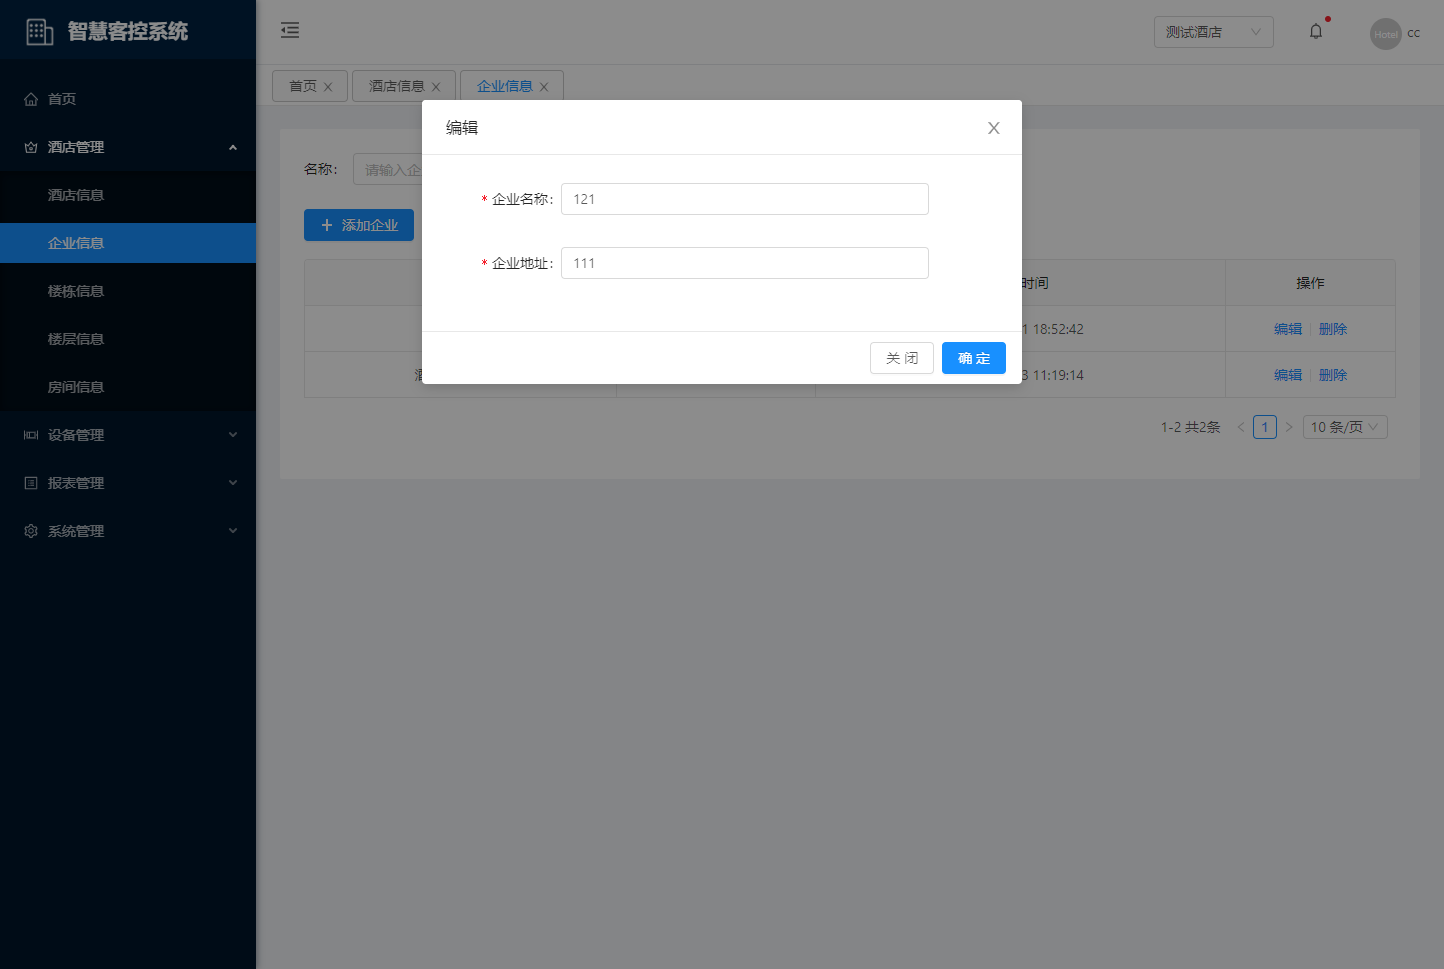 智慧客控系统
测试酒店
Hotel
cc
首页
酒店信息
企业信息
首页
酒店管理
酒店信息
企业信息
楼栋信息
楼层信息
房间信息
设备管理
报表管理
系统管理
名称：
请输入企
添加企业
时间
操作
1 18:52:42
编辑
删除
3 11:19:14
编辑
删除
1-2 共2条
1
10 条/页
编辑
* 企业名称：
121
* 企业地址：
111
关 闭
确 定